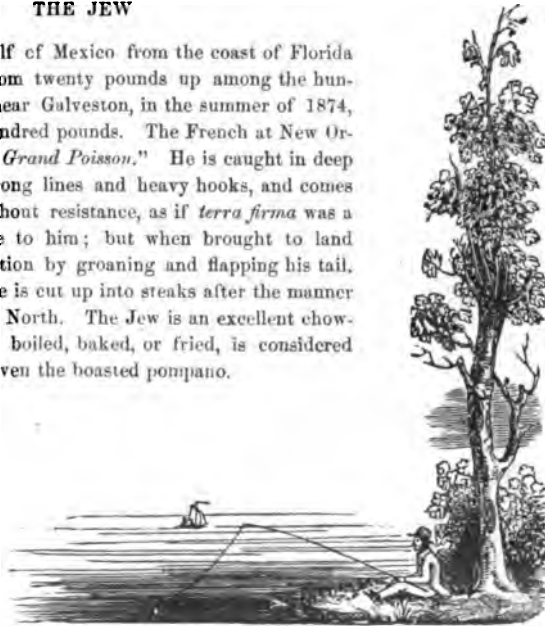 THE JEW
lf cf Mexico from the coast of Florida
om twenty pounds up among the hun-
near Galveston, in the summer of 1874,
ndred pounds. The French at New Or-
Grand Poisson." He is caught in deep
ong lines and heavy hooks, and comes
hout resistance, as if terra firma was a
e to him; but when brought to land
tion by groaning and flapping his tail.
e is cut up into steaks after the manner
North. The Jew is an excellent chow-
boiled, baked, or fried, is considered
ven the boasted pompano.